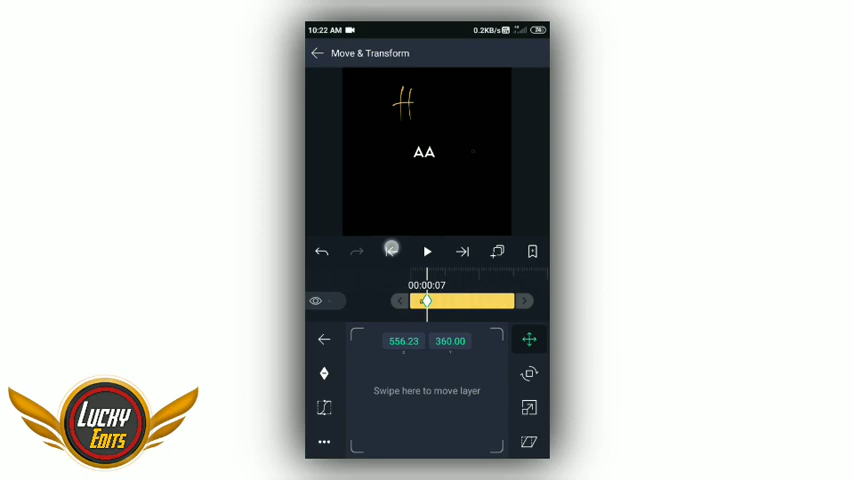 10:22 AM
0.2KB/s
Move & Transform
H
AA
00:00:07
556.23 360.00
X Y
Swipe here to move layer
LUCKY
EDITS